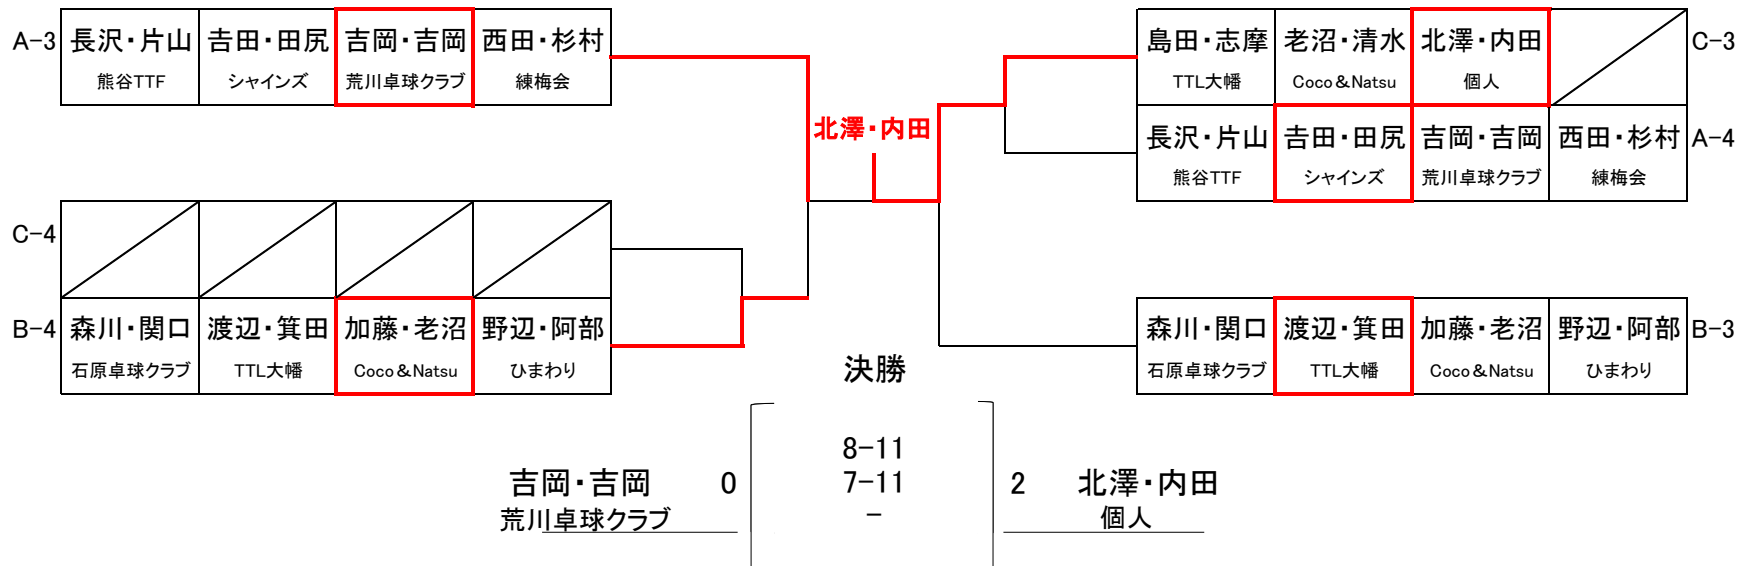 A-3 長沢・片山 𠮷田・田尻 吉岡・吉岡 西田・杉村
熊谷TTF シャインズ 荒川卓球クラブ 練梅会
島田・志摩 老沼・清水 北澤・内田 C-3
TTL大幡 Coco&Natsu 個人
北澤・内田
長沢・片山 𠮷田・田尻 吉岡・吉岡 西田・杉村 A-4
熊谷TTF シャインズ 荒川卓球クラブ 練梅会
C-4
B-4 森川・関口 渡辺・箕田 加藤・老沼 野辺・阿部
石原卓球クラブ TTL大幡 Coco&Natsu ひまわり
森川・関口 渡辺・箕田 加藤・老沼 野辺・阿部 B-3
石原卓球クラブ TTL大幡 Coco&Natsu ひまわり
決勝
8-11
吉岡・吉岡 0 7-11 2 北澤・内田
荒川卓球クラブ - 個人